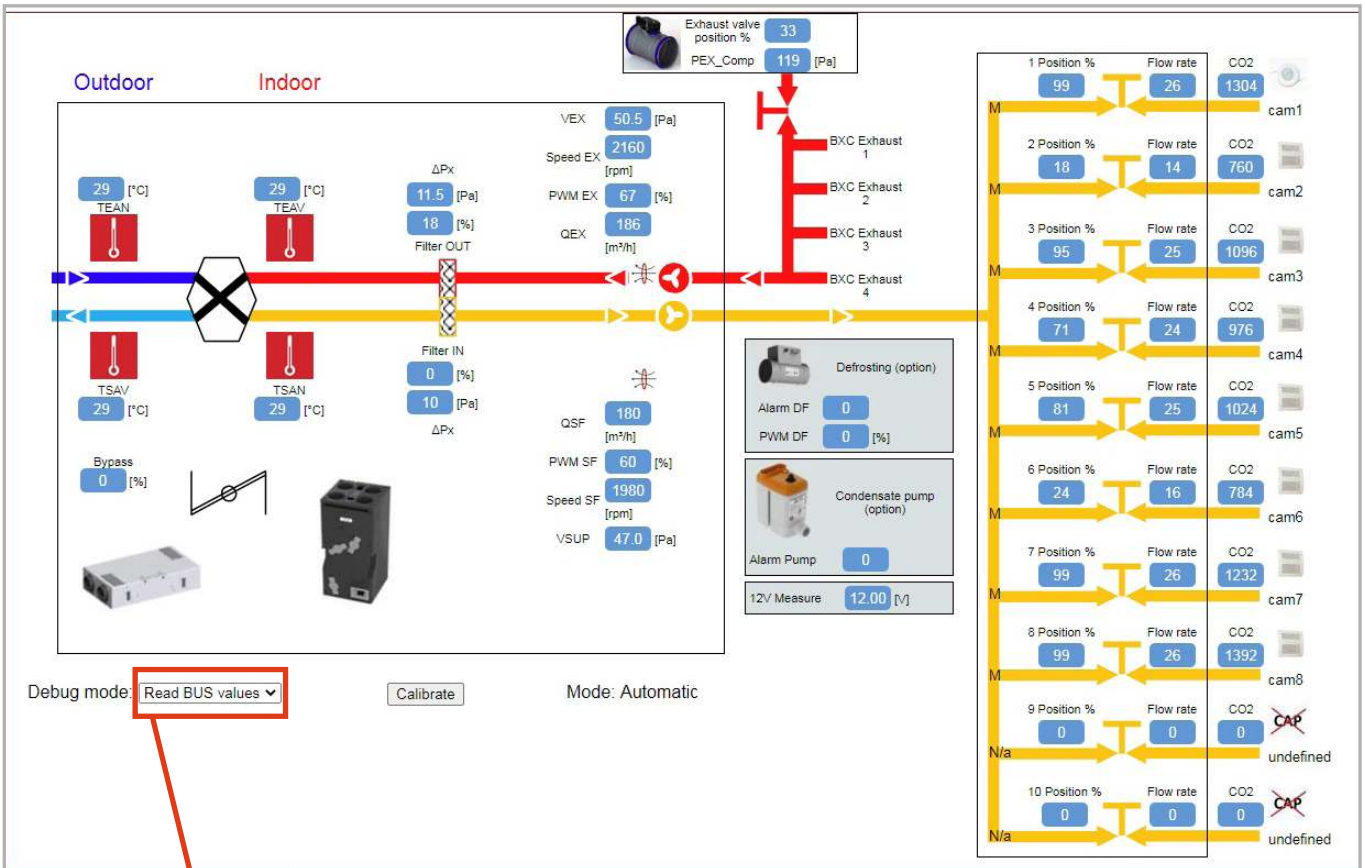 Exhaust valve
position %
33
PEX_Comp
119 [Pa]
Outdoor
Indoor
VEX
50.5 [Pa]
Speed EX
2160
[rpm]
PWM EX
67 [%]
QEX
186
[m³/h]
ΔPx
11.5 [Pa]
18 [%]
Filter OUT
29 [°C]
TEAN
29 [°C]
TEAV
BXC Exhaust
1
BXC Exhaust
2
BXC Exhaust
3
BXC Exhaust
4
TSAV
29 [°C]
TSAN
29 [°C]
Filter IN
0 [%]
10 [Pa]
ΔPx
QSF
180
[m³/h]
PWM SF
60 [%]
Speed SF
1980
[rpm]
VSUP
47.0 [Pa]
Bypass
0 [%]
Defrosting (option)
Alarm DF
0
PWM DF
0 [%]
Condensate pump
(option)
Alarm Pump
0
12V Measure
12.00 [V]
1 Position % Flow rate CO2
99 26 1304
M
cam1
2 Position % Flow rate CO2
18 14 760
M
cam2
3 Position % Flow rate CO2
95 25 1096
M
cam3
4 Position % Flow rate CO2
71 24 976
M
cam4
5 Position % Flow rate CO2
81 25 1024
M
cam5
6 Position % Flow rate CO2
24 16 784
M
cam6
7 Position % Flow rate CO2
99 26 1232
M
cam7
8 Position % Flow rate CO2
99 26 1392
M
cam8
9 Position % Flow rate CO2
0 0 0
CAP
N/a
undefined
10 Position % Flow rate CO2
0 0 0
CAP
N/a
undefined
Debug mode: Read BUS values
Calibrate
Mode: Automatic